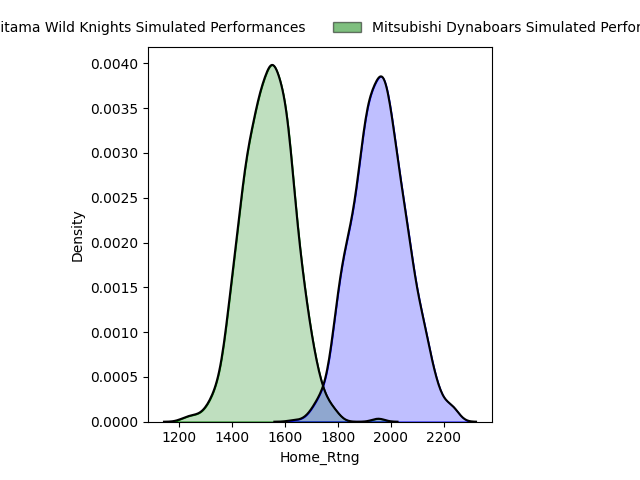 itama Wild Knights Simulated Performances Mitsubishi Dynaboars Simulated Perfor
0.0040
0.0035
0.0030
0.0025
0.0020
0.0015
0.0010
0.0005
0.0000
Density
1200 1400 1600 1800 2000 2200
Home_Rtng